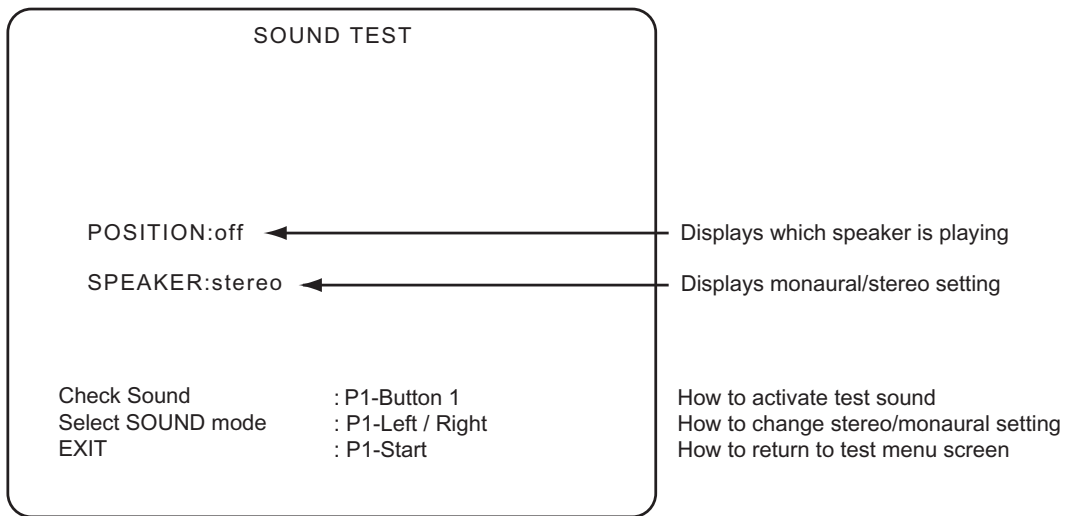 SOUND TEST
POSITION:off
Displays which speaker is playing
SPEAKER:stereo
Displays monaural/stereo setting
Check Sound : P1-Button 1 How to activate test sound
Select SOUND mode : P1-Left / Right How to change stereo/monaural setting
EXIT : P1-Start How to return to test menu screen